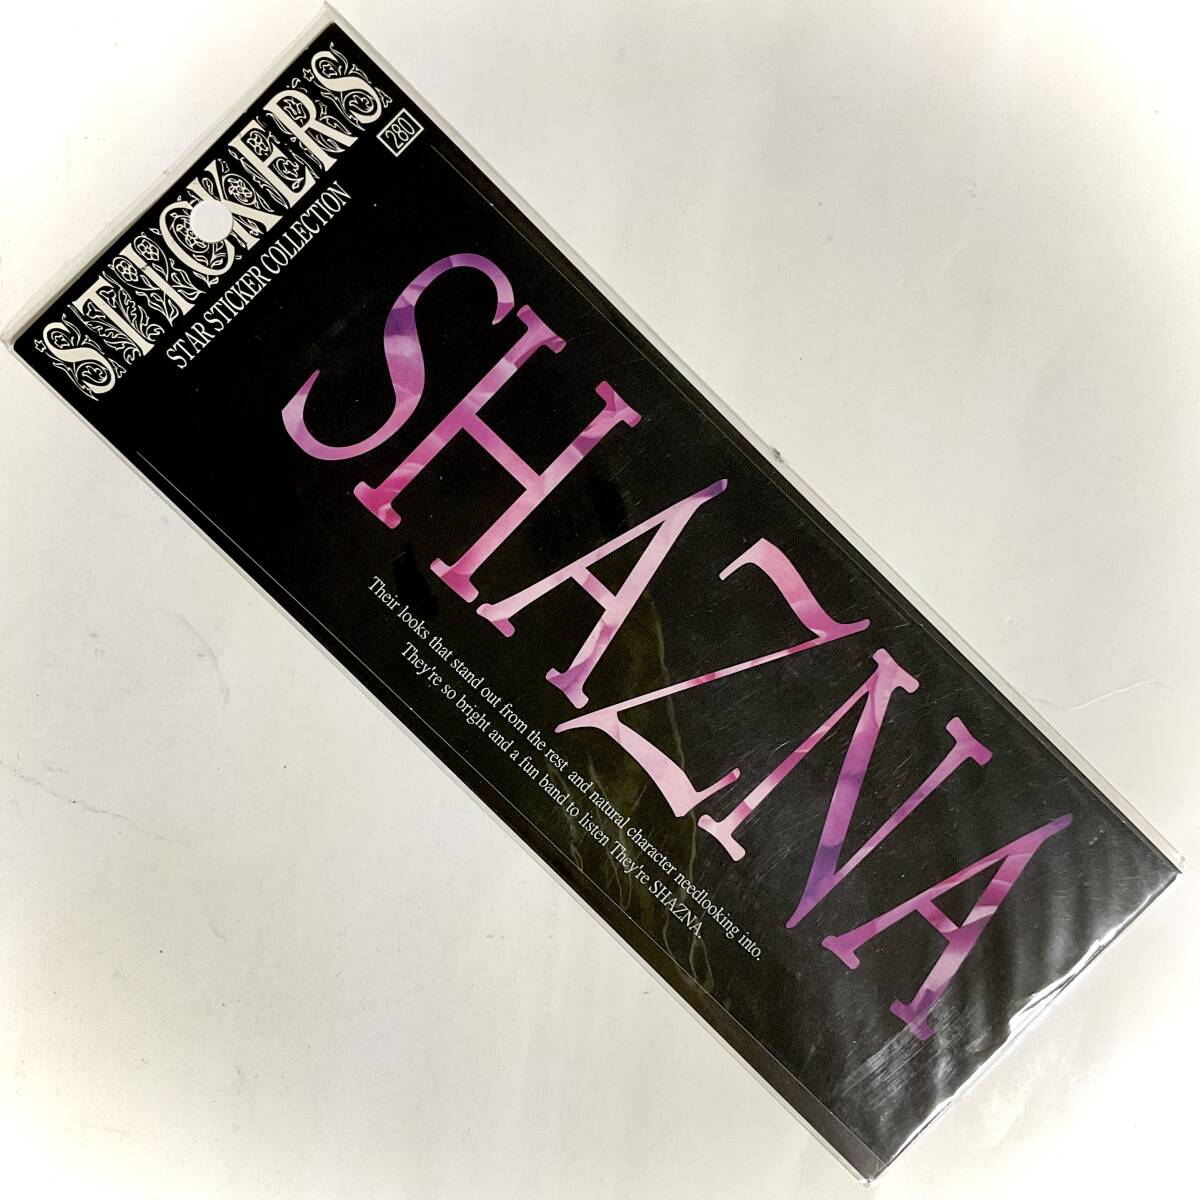 STICKERS
280
STAR STICKER COLLECTION
SHAZNA
Their looks that stand out from the rest and natural character needlooking into.
They're so bright and a fun band to listen They're SHAZNA.